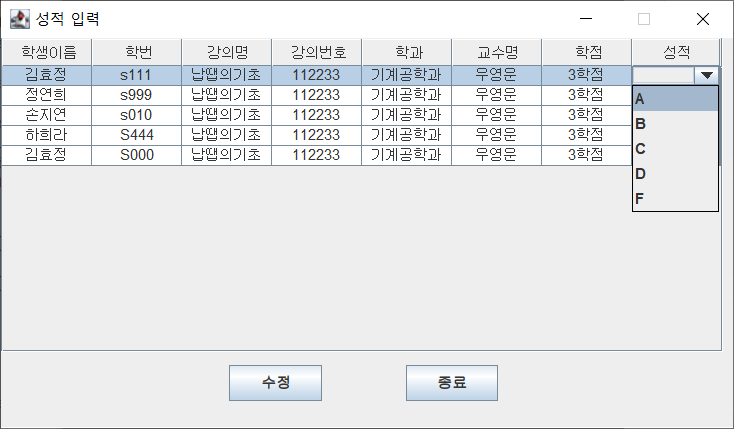 성적 입력
학생이름 학번 강의명 강의번호 학과 교수명 학점 성적
김효정 s111 납땝의기초 112233 기계공학과 우영운 3학점
정연희 s999 납땝의기초 112233 기계공학과 우영운 3학점
손지연 s010 납땝의기초 112233 기계공학과 우영운 3학점
하희라 S444 납땝의기초 112233 기계공학과 우영운 3학점
김효정 S000 납땝의기초 112233 기계공학과 우영운 3학점
A
B
C
D
F
수정 종료